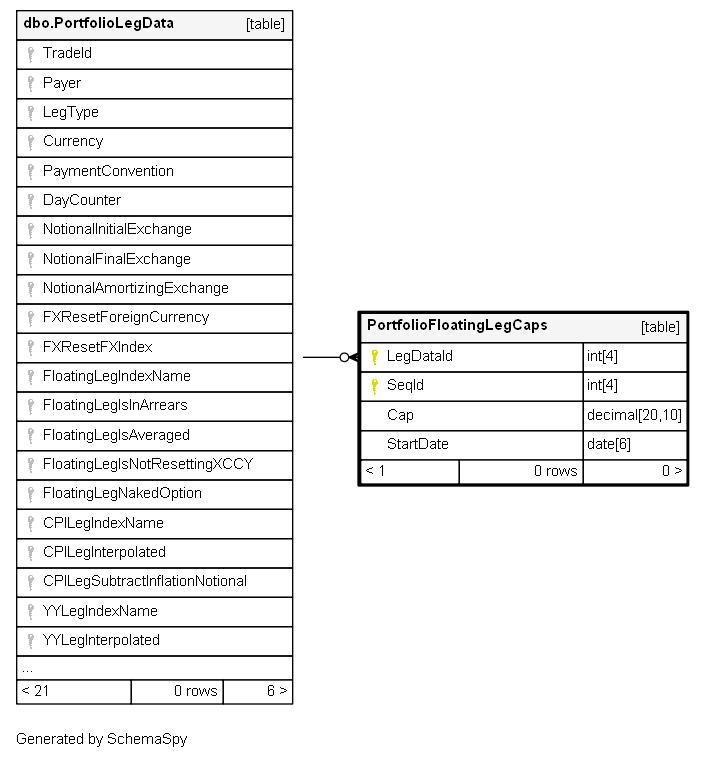 dbo.PortfolioLegData [table]
TradeId
Payer
LegType
Currency
PaymentConvention
DayCounter
NotionalInitialExchange
NotionalFinalExchange
NotionalAmortizingExchange
FXResetForeignCurrency
FXResetFXIndex
FloatingLegIndexName
FloatingLegIsInArrears
FloatingLegIsAveraged
FloatingLegIsNotResettingXCCY
FloatingLegNakedOption
CPILegIndexName
CPILegInterpolated
CPILegSubtractInflationNotional
YYLegIndexName
YYLegInterpolated
...
< 21 0 rows 6 >
PortfolioFloatingLegCaps [table]
LegDataId int[4]
SeqId int[4]
Cap decimal[20,10]
StartDate date[6]
< 1 0 rows 0 >
Generated by SchemaSpy